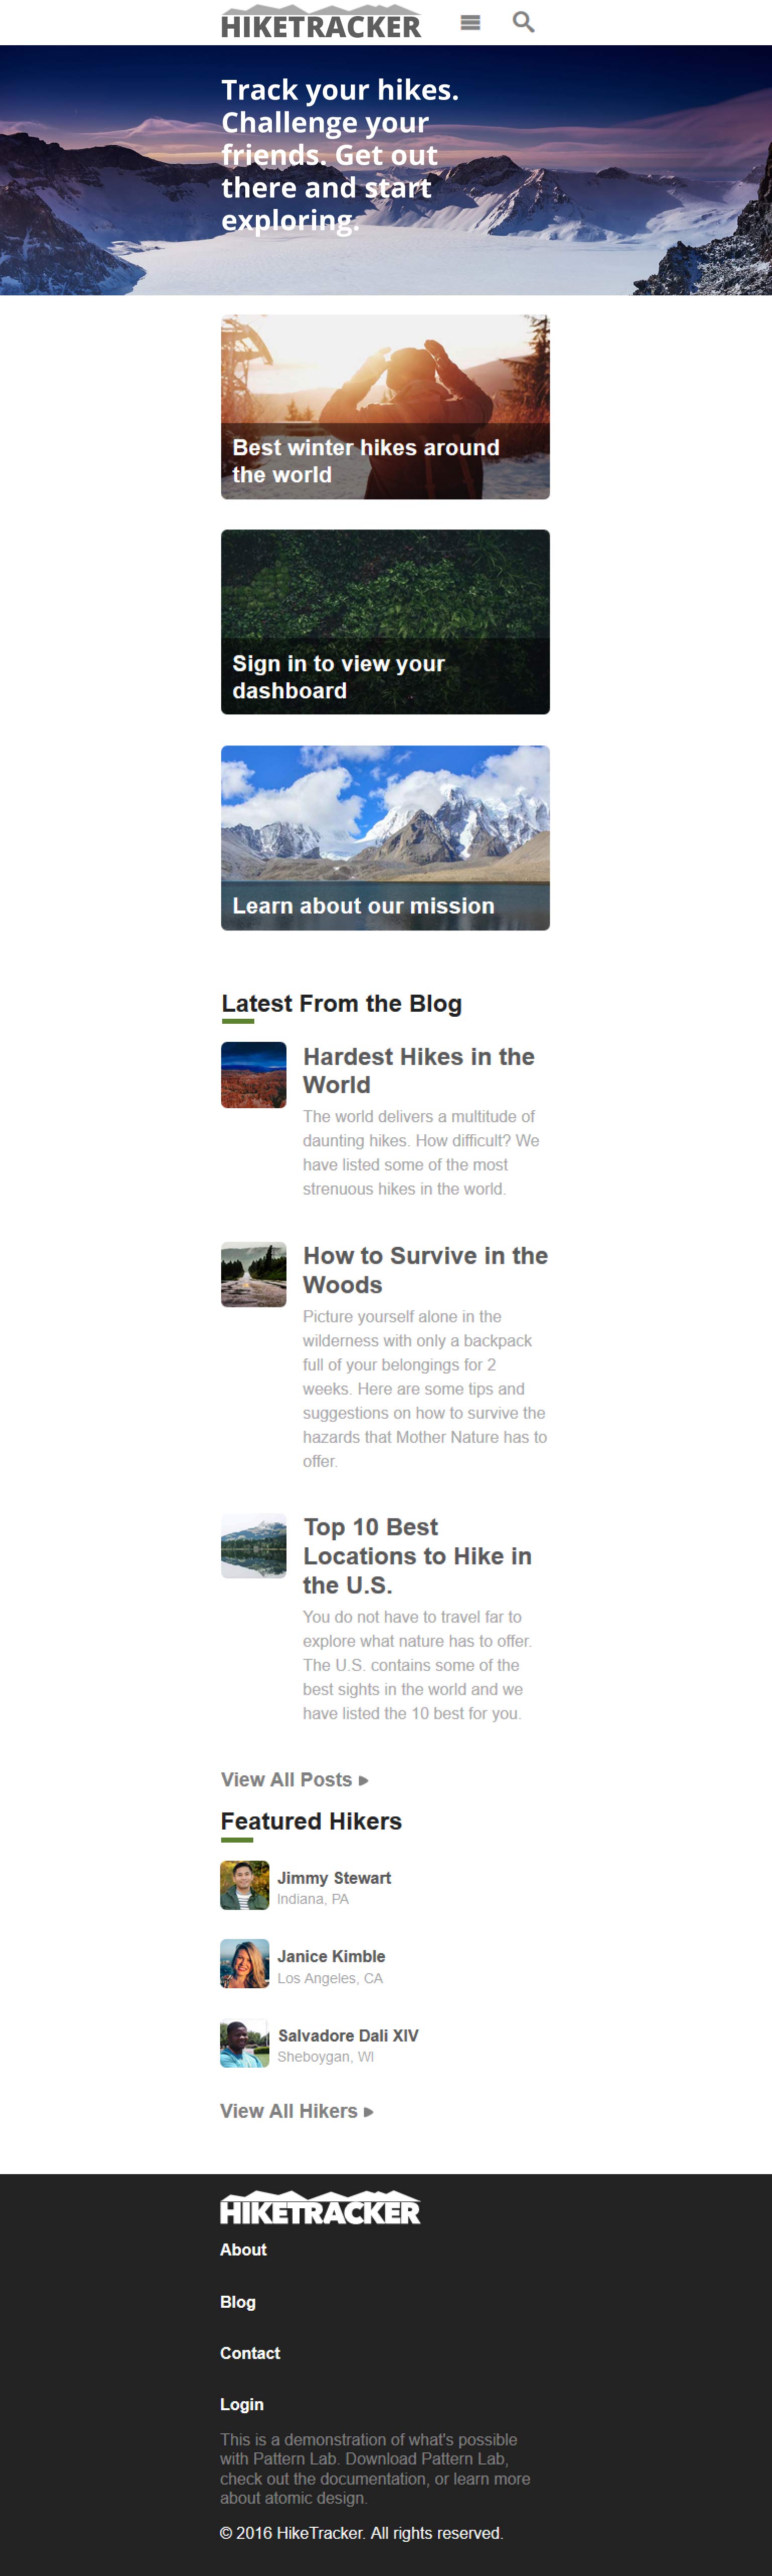 HIKETRACKER
Track your hikes.
Challenge your
friends. Get out
there and start
exploring.
Best winter hikes around
the world
Sign in to view your
dashboard
Learn about our mission
Latest From the Blog
Hardest Hikes in the
World
The world delivers a multitude of
daunting hikes. How difficult? We
have listed some of the most
strenuous hikes in the world.
How to Survive in the
Woods
Picture yourself alone in the
wilderness with only a backpack
full of your belongings for 2
weeks. Here are some tips and
suggestions on how to survive the
hazards that Mother Nature has to
offer.
Top 10 Best
Locations to Hike in
the U.S.
You do not have to travel far to
explore what nature has to offer.
The U.S. contains some of the
best sights in the world and we
have listed the 10 best for you.
View All Posts
Featured Hikers
Jimmy Stewart
Indiana, PA
Janice Kimble
Los Angeles, CA
Salvadore Dali XIV
Sheboygan, WI
View All Hikers
HIKETRACKER
About
Blog
Contact
Login
This is a demonstration of what's possible
with Pattern Lab. Download Pattern Lab,
check out the documentation, or learn more
about atomic design.
© 2016 HikeTracker. All rights reserved.